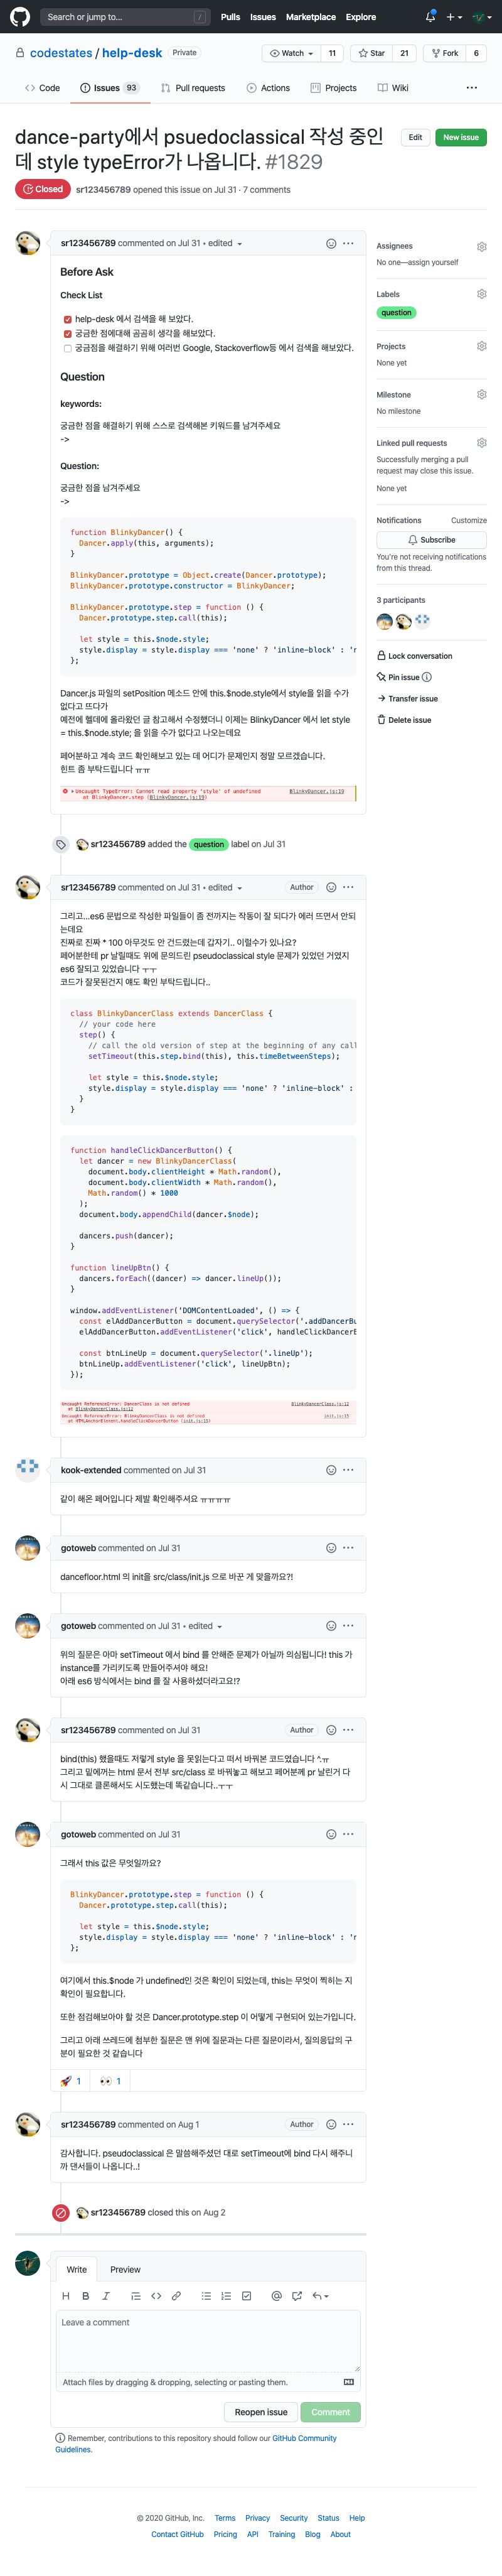 Search or jump to...
/
Pulls Issues Marketplace Explore
codestates / help-desk Private
Watch 11
Star 21
Fork 6
Code
Issues 93
Pull requests
Actions
Projects
Wiki
dance-party에서 psuedoclassical 작성 중인
데 style typeError가 나옵니다. #1829
Edit New issue
Closed sr123456789 opened this issue on Jul 31 · 7 comments
sr123456789 commented on Jul 31 • edited
Before Ask
Check List
help-desk 에서 검색을 해 보았다.
궁금한 점에대해 곰곰히 생각을 해보았다.
궁금점을 해결하기 위해 여러번 Google, Stackoverflow등 에서 검색을 해보았다.
Question
keywords:
궁금한 점을 해결하기 위해 스스로 검색해본 키워드를 남겨주세요
->
Question:
궁금한 점을 남겨주세요
->
function BlinkyDancer() {
Dancer.apply(this, arguments);
}
BlinkyDancer.prototype = Object.create(Dancer.prototype);
BlinkyDancer.prototype.constructor = BlinkyDancer;
BlinkyDancer.prototype.step = function () {
Dancer.prototype.step.call(this);
let style = this.$node.style;
style.display = style.display === 'none' ? 'inline-block' :
};
Dancer.js 파일의 setPosition 메소드 안에 this.$node.style에서 style을 읽을 수가
없다고 뜨다가
예전에 헬데에 올라왔던 글 참고해서 수정했더니 이제는 BlinkyDancer 에서 let style
= this.$node.style; 을 읽을 수가 없다고 나오는데요
페어분하고 계속 코드 확인해보고 있는 데 어디가 문제인지 정말 모르겠습니다.
힌트 좀 부탁드립니다 ㅠㅠ
Uncaught TypeError: Cannot read property 'style' of undefined BlinkyDancer.js:19
at BlinkyDancer.step (BlinkyDancer.js:19)
sr123456789 added the question label on Jul 31
sr123456789 commented on Jul 31 • edited Author
그리고...es6 문법으로 작성한 파일들이 좀 전까지는 작동이 잘 되다가 에러 뜨면서 안되
는데요
진짜로 진짜 * 100 아무것도 안 건드렸는데 갑자기.. 이럴수가 있나요?
페어분한테 pr 날릴때도 위에 문의드린 pseudoclassical style 문제가 있었던 거였지
es6 잘되고 있었습니다 ㅜㅜ
코드가 잘못된건지 얘도 확인 부탁드립니다..
class BlinkyDancerClass extends DancerClass {
// your code here
step() {
// call the old version of step at the beginning of any call
setTimeout(this.step.bind(this), this.timeBetweenSteps);
let style = this.$node.style;
style.display = style.display === 'none' ? 'inline-block' :
}
}
function handleClickDancerButton() {
let dancer = new BlinkyDancerClass(
document.body.clientHeight * Math.random(),
document.body.clientWidth * Math.random(),
Math.random() * 1000
);
document.body.appendChild(dancer.$node);
dancers.push(dancer);
}
function lineUpBtn() {
dancers.forEach((dancer) => dancer.lineUp());
}
window.addEventListener('DOMContentLoaded', () => {
const elAddDancerButton = document.querySelector('.addDancerBu
elAddDancerButton.addEventListener('click', handleClickDancerB
const btnLineUp = document.querySelector('.lineUp');
btnLineUp.addEventListener('click', lineUpBtn);
});
Uncaught ReferenceError: DancerClass is not defined BlinkyDancerClass.js:12
at BlinkyDancerClass.js:12
Uncaught ReferenceError: BlinkyDancerClass is not defined init.js:15
at HTMLAnchorElement.handleClickDancerButton (init.js:15)
kook-extended commented on Jul 31
같이 해온 페어입니다 제발 확인해주셔요 ㅠㅠㅠㅠ
gotoweb commented on Jul 31
dancefloor.html 의 init을 src/class/init.js 으로 바꾼 게 맞을까요?!
gotoweb commented on Jul 31 • edited
위의 질문은 아마 setTimeout 에서 bind 를 안해준 문제가 아닐까 의심됩니다! this 가
instance를 가리키도록 만들어주셔야 해요!
아래 es6 방식에서는 bind 를 잘 사용하셨더라고요!?
sr123456789 commented on Jul 31 Author
bind(this) 했을때도 저렇게 style 을 못읽는다고 떠서 바꿔본 코드였습니다 ^.ㅠ
그리고 밑에꺼는 html 문서 전부 src/class 로 바꿔놓고 해보고 페어분께 pr 날린거 다
시 그대로 클론해서도 시도했는데 똑같습니다..ㅜㅜ
gotoweb commented on Jul 31
그래서 this 값은 무엇일까요?
BlinkyDancer.prototype.step = function () {
Dancer.prototype.step.call(this);
let style = this.$node.style;
style.display = style.display === 'none' ? 'inline-block' :
};
여기에서 this.$node 가 undefined인 것은 확인이 되었는데, this는 무엇이 찍히는 지
확인이 필요합니다.
또한 점검해보아야 할 것은 Dancer.prototype.step 이 어떻게 구현되어 있는가입니다.
그리고 아래 쓰레드에 첨부한 질문은 맨 위에 질문과는 다른 질문이라서, 질의응답의 구
분이 필요한 것 같습니다
1 1
sr123456789 commented on Aug 1 Author
감사합니다. pseudoclassical 은 말씀해주셨던 대로 setTimeout에 bind 다시 해주니
까 댄서들이 나옵니다..!
sr123456789 closed this on Aug 2
Write Preview
Leave a comment
Attach files by dragging & dropping, selecting or pasting them.
Reopen issue Comment
Remember, contributions to this repository should follow our GitHub Community
Guidelines.
Assignees
No one—assign yourself
Labels
question
Projects
None yet
Milestone
No milestone
Linked pull requests
Successfully merging a pull
request may close this issue.
None yet
Notifications Customize
Subscribe
You're not receiving notifications
from this thread.
3 participants
Lock conversation
Pin issue
Transfer issue
Delete issue
© 2020 GitHub, Inc. Terms Privacy Security Status Help
Contact GitHub Pricing API Training Blog About